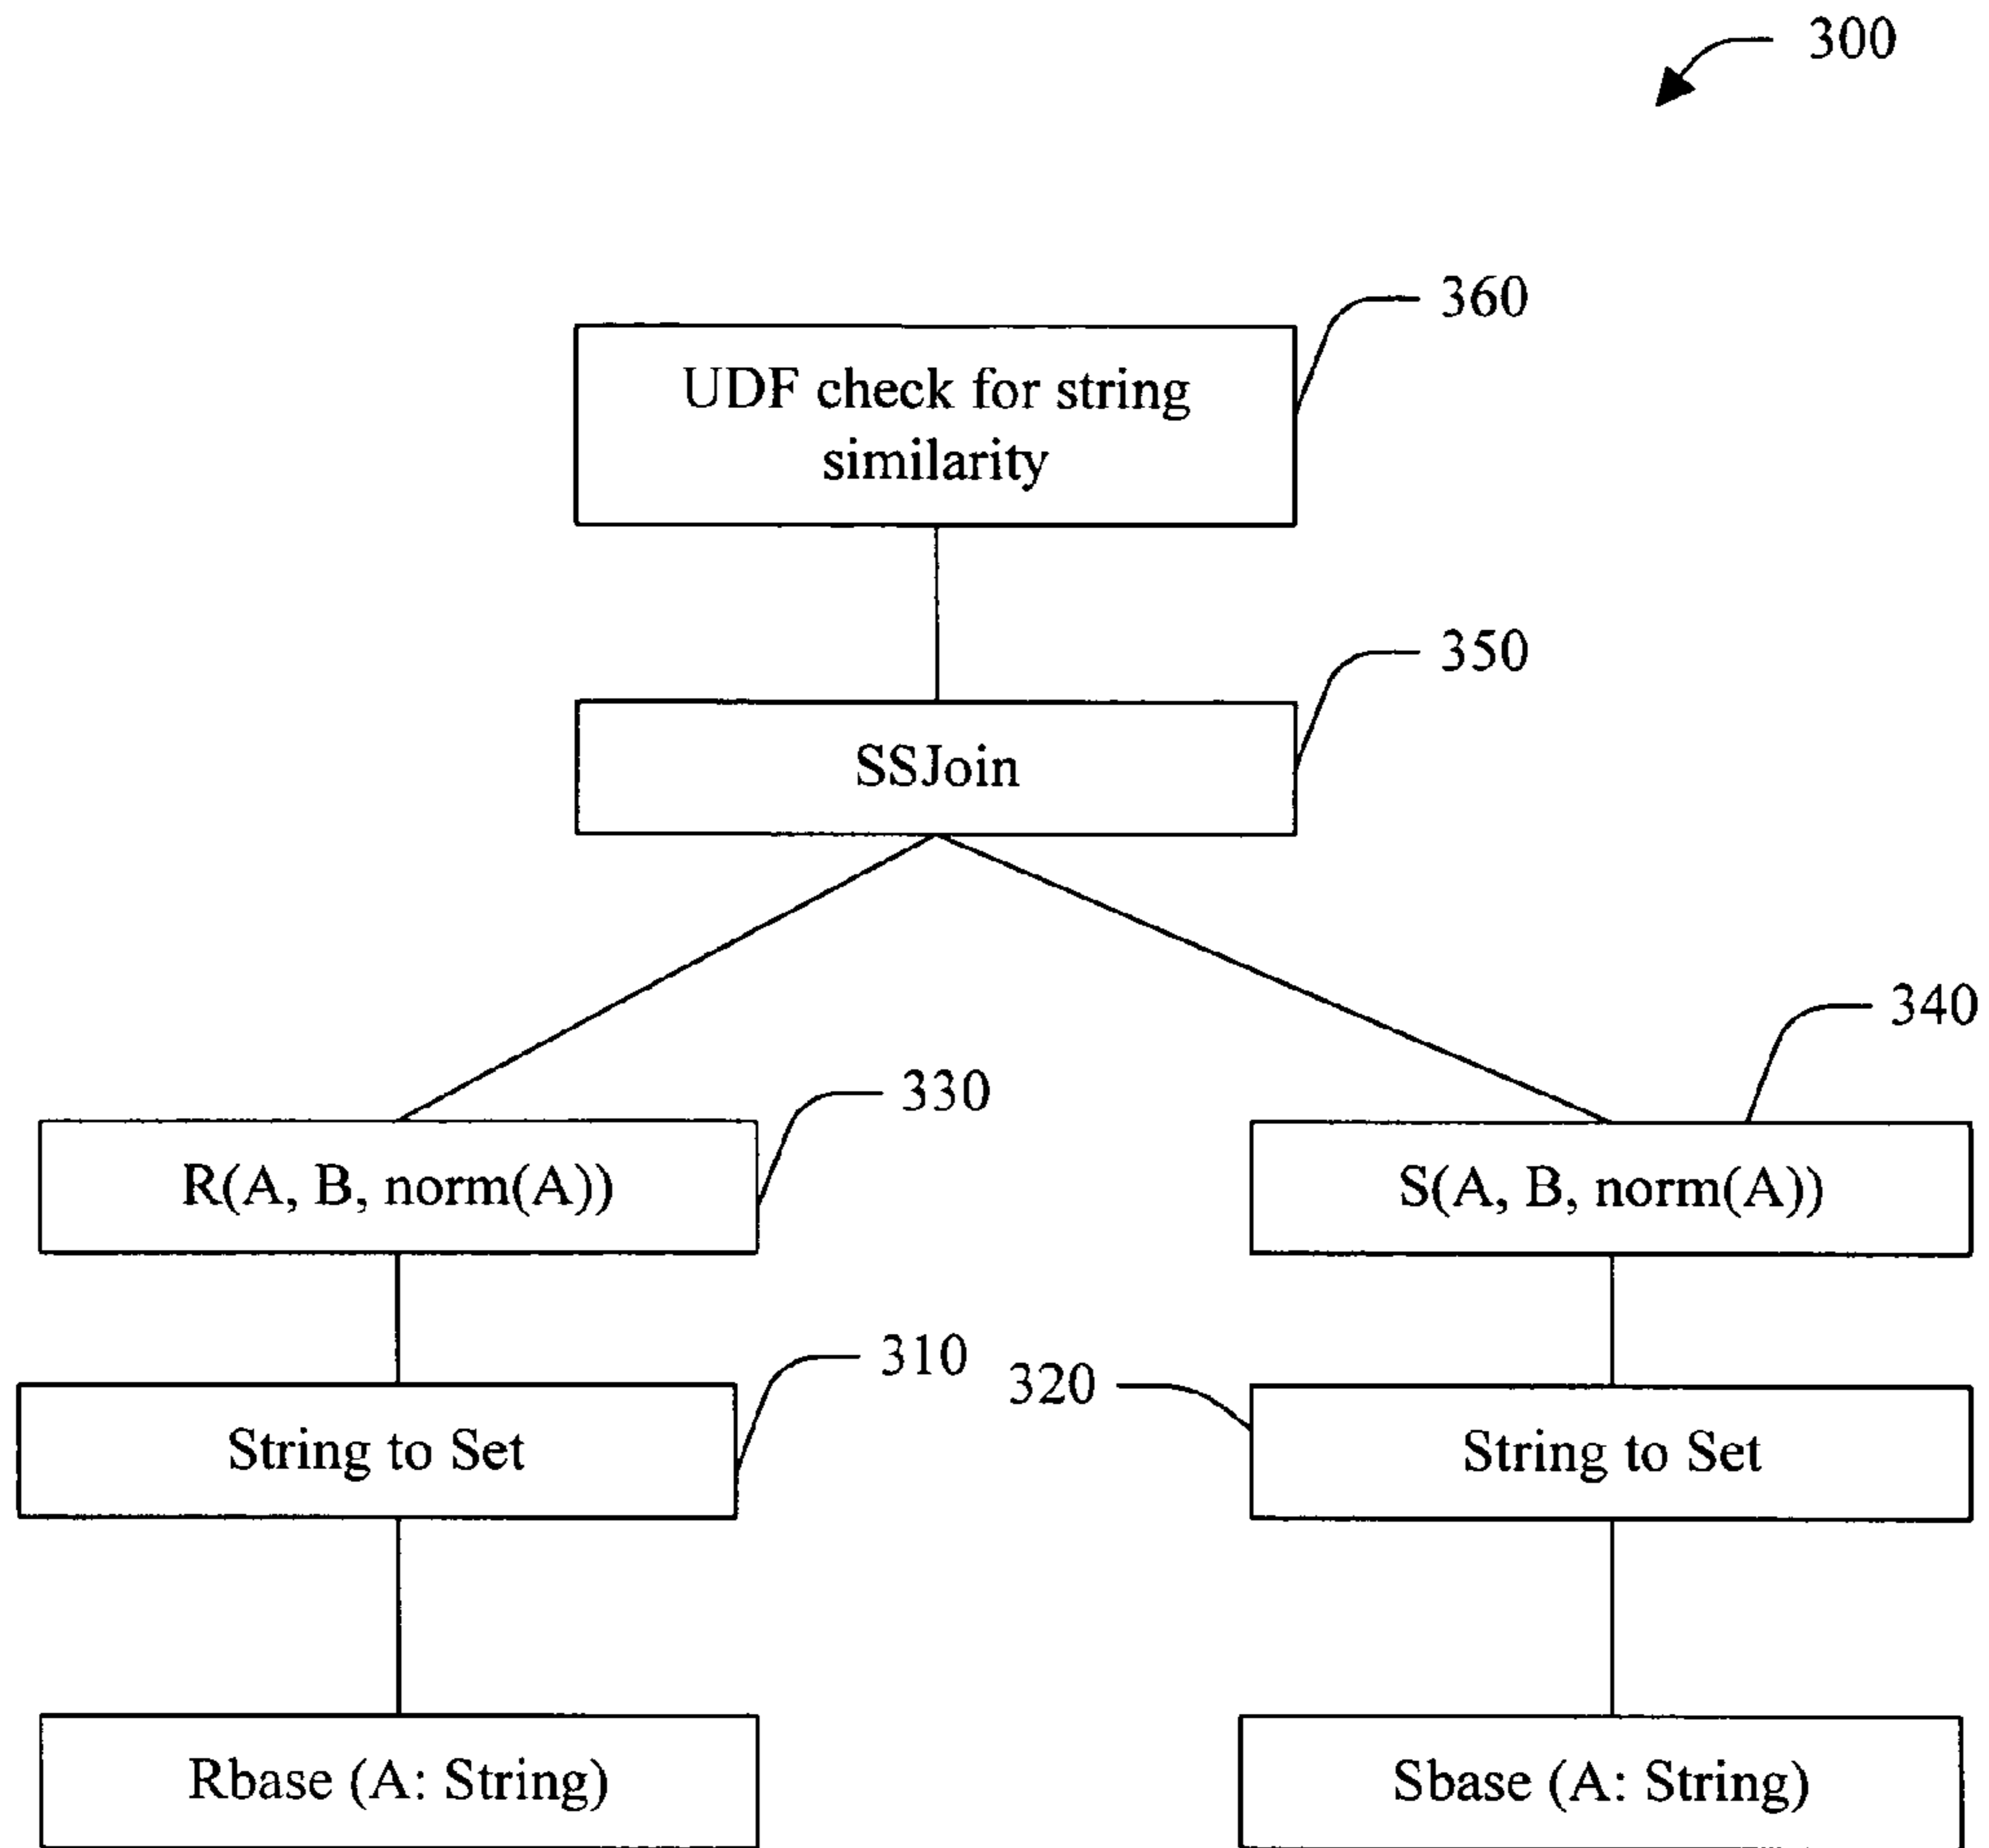 300
360
UDF check for string
similarity
350
SSJoin
340
330
R(A, B, norm(A))
S(A, B, norm(A))
310
320
String to Set
String to Set
Rbase (A: String)
Sbase (A: String)